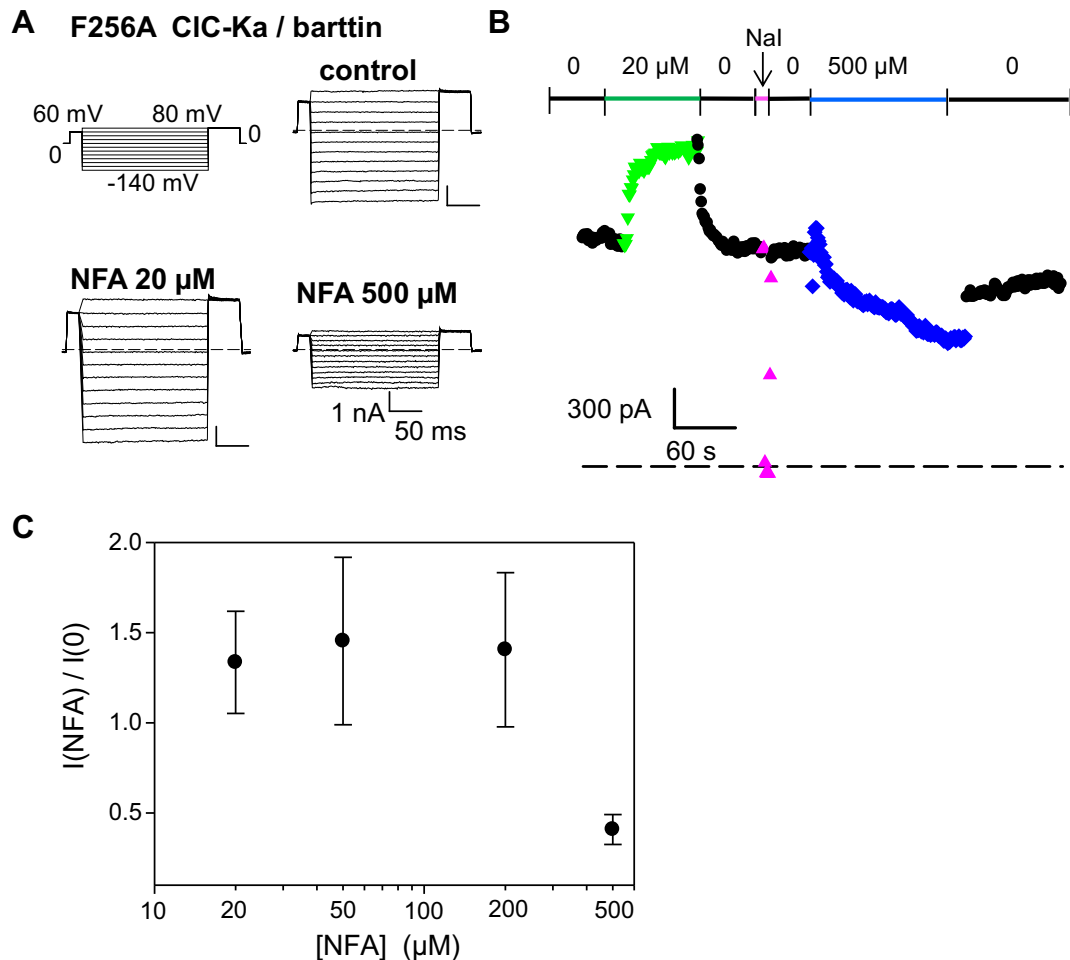 A F256A ClC-Ka / barttin
control
60 mV 80 mV
0 0
-140 mV
NFA 20 µM
NFA 500 µM
1 nA
50 ms
B
NaI
0 20 µM 0 0 500 µM 0
300 pA
60 s
C
2.0
1.5
1.0
0.5
I(NFA) / I(0)
10 20 50 100 200 500
[NFA] (µM)